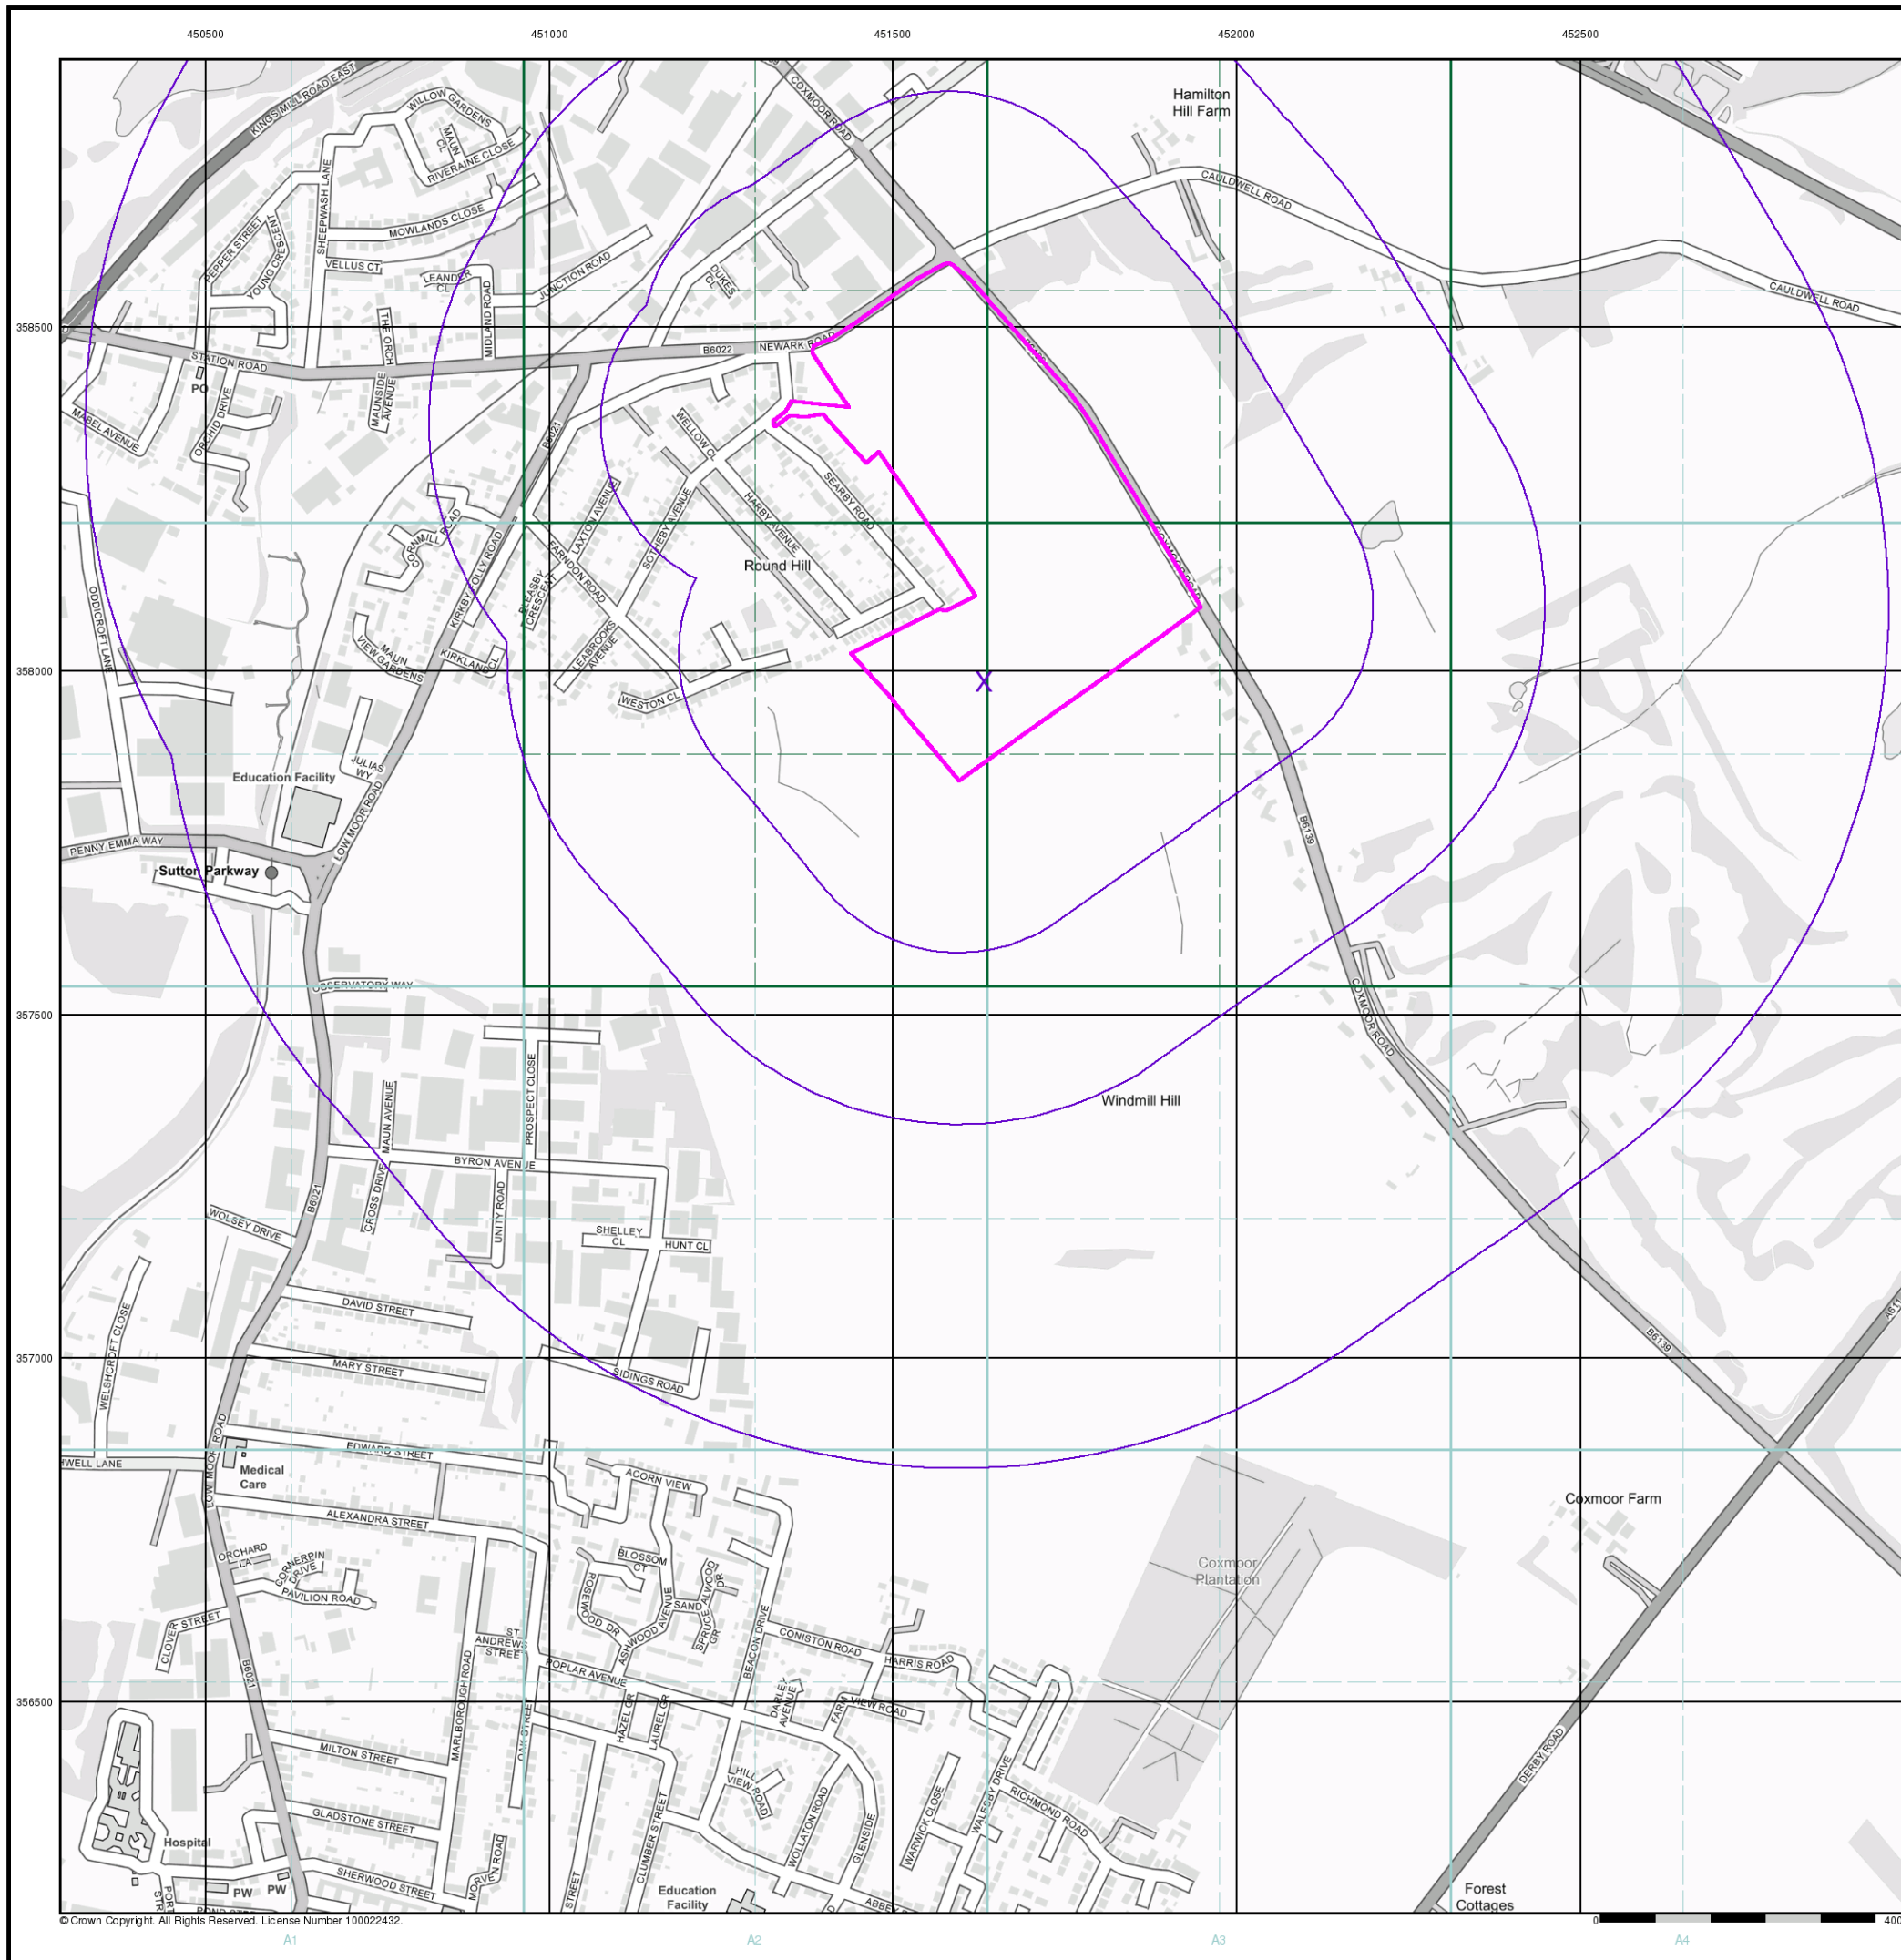 450500 451000 451500 452000 452500
KINGS MILL ROAD EAST
WILLOW GARDENS
MAUN CL
RIVERAINE CLOSE
COXMOOR ROAD
Hamilton
Hill Farm
CAULDWELL ROAD
SHEEPWASH LANE
PEPPER STREET
YOUNG CRESCENT
MOWLANDS CLOSE
VELLUS CT
LEANDER
CL
JUNCTION ROAD
DUKES
CL
MIDLAND ROAD
THE ORCH
CAULDWELL ROAD
358500
STATION ROAD
B6022
NEWARK ROAD
PO
MAUNSIDE
AVENUE
ORCHID DRIVE
MABEL AVENUE
B6021
WELLOW CL
SEARBY ROAD
HARBY AVENUE
LAXTON AVENUE
SOTHEBY AVENUE
CORNMILL ROAD
KIRKBY FOLLY ROAD
FARNDON ROAD
BLEASBY
CRESCENT
Round Hill
COXMOOR ROAD
ODDICROFT LANE
MAUN
VIEW GARDENS
KIRKLAND CL
LEABROOKS
AVENUE
WESTON CL
358000
X
JULIAS
WY
Education Facility
LOW MOOR ROAD
PENNY EMMA WAY
B6139
Sutton Parkway
OBSERVATORY WAY
357500
COXMOOR ROAD
PROSPECT CLOSE
MAUN AVENUE
Windmill Hill
BYRON AVENUE
CROSS DRIVE
UNITY ROAD
B6021
WOLSEY DRIVE
SHELLEY
CL
HUNT CL
DAVID STREET
WELSHCROFT CLOSE
MARY STREET
SIDINGS ROAD
B6139
A611
357000
EDWARD STREET
HWELL LANE
LOW MOOR ROAD
Medical
Care
ACORN VIEW
ALEXANDRA STREET
Coxmoor Farm
ORCHARD
LA
CORNERPIN
DRIVE
PAVILION ROAD
BLOSSOM
CT
ROSEWOOD DR
ASHWOOD AVENUE
SANDALWOOD
DR
SPRUCE
GR
Coxmoor
Plantation
CLOVER STREET
ST
ANDREWS
STREET
BEACON DRIVE
CONISTON ROAD
HARRIS ROAD
POPLAR AVENUE
B6021
MARLBOROUGH ROAD
OAK STREET
HAZEL GR
LAUREL GR
DARLEY
AVENUE
FARM VIEW ROAD
356500
MILTON STREET
HILL
VIEW ROAD
DERBY ROAD
GLADSTONE STREET
CLUMBER STREET
WOLLATON ROAD
GLENSIDE
WARWICK CLOSE
WALESBY DRIVE
RICHMOND ROAD
Hospital
SHERWOOD STREET
MORVEN ROAD
STREET
PW PW
Education
Facility
ABBEY
Forest
Cottages
© Crown Copyright. All Rights Reserved. License Number 100022432.
0 400
A1 A2 A3 A4